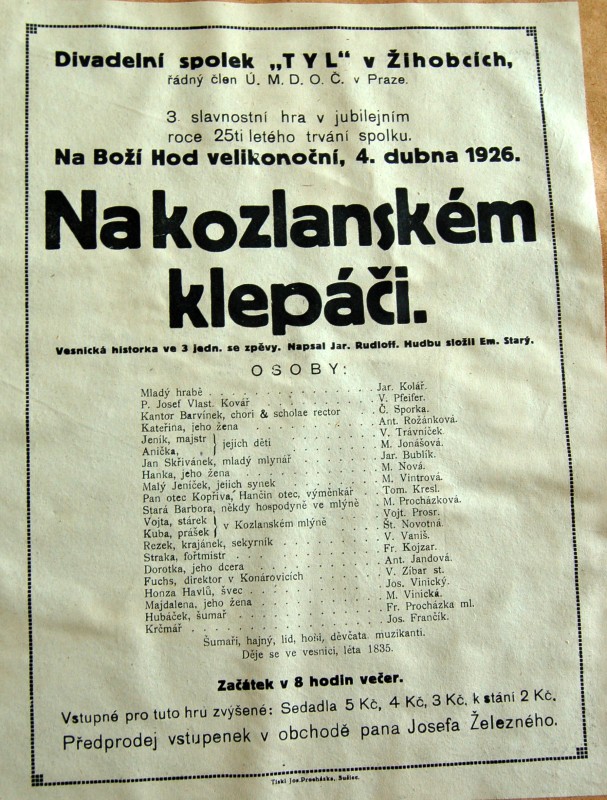 Divadelní spolek „TYL“ v Žihobcích,
řádný člen Ú. M. D. O. Č. v Praze.
3. slavnostní hra v jubilejním
roce 25ti letého trvání spolku.
Na Boží Hod velikonoční, 4. dubna 1926.
Na kozlanském
klepáči.
Vesnická historka ve 3 jedn. se zpěvy. Napsal Jar. Rudloff. Hudbu složil Em. Starý.
OSOBY:
Mladý hrabě . . . Jar. Kolář.
P. Josef Vlast. Kovář . . . V. Pfeifer.
Kantor Barvínek, chori & scholae rector . . . Č. Sporka.
Kateřina, jeho žena . . . Ant. Rožánková.
Jeník, majstr } jejich děti . . . V. Trávníček.
Anička, „ } . . . M. Jonášová.
Jan Skřivánek, mladý mlynář . . . Jar. Bublík.
Hanka, jeho žena . . . M. Nová.
Malý Jeníček, jejich synek . . . M. Vintrová.
Pan otec Kopřiva, Hančin otec, výměnkář . . . Tom. Kresl.
Stará Barbora, někdy hospodyně ve mlýně . . . M. Procházková.
Vojta, stárek } v Kozlanském mlýně . . . Vojt. Prosr.
Kuba, prášek } . . . Št. Novotná.
Rezek, krajánek, sekyrník . . . V. Vaniš.
Straka, fořtmistr . . . Fr. Kojzar.
Dorotka, jeho dcera . . . Ant. Jandová.
Fuchs, direktor v Konárovicích . . . V. Zíbar st.
Honza Havlů, švec . . . Jos. Vinický.
Majdalena, jeho žena . . . M. Vinická.
Hubáček, šumař . . . Fr. Procházka ml.
Krčmář . . . Jos. Frančík.
Šumaři, hajný, lid, hoši, děvčata. muzikanti.
Děje se ve vesnici, léta 1835.
Začátek v 8 hodin večer.
Vstupné pro tuto hru zvýšené: Sedadla 5 Kč, 4 Kč, 3 Kč, k stání 2 Kč.
Předprodej vstupenek v obchodě pana Josefa Železného.
Tiskl Jos. Procházka, Sušice.